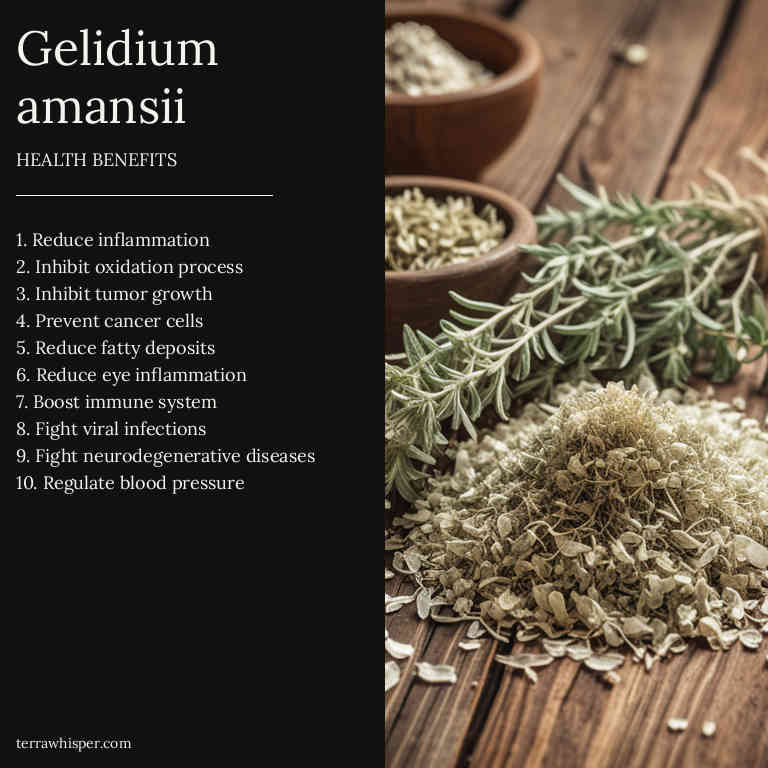 Gelidium
amansii
HEALTH BENEFITS
1. Reduce inflammation
2. Inhibit oxidation process
3. Inhibit tumor growth
4. Prevent cancer cells
5. Reduce fatty deposits
6. Reduce eye inflammation
7. Boost immune system
8. Fight viral infections
9. Fight neurodegenerative diseases
10. Regulate blood pressure
terrawhisper.com